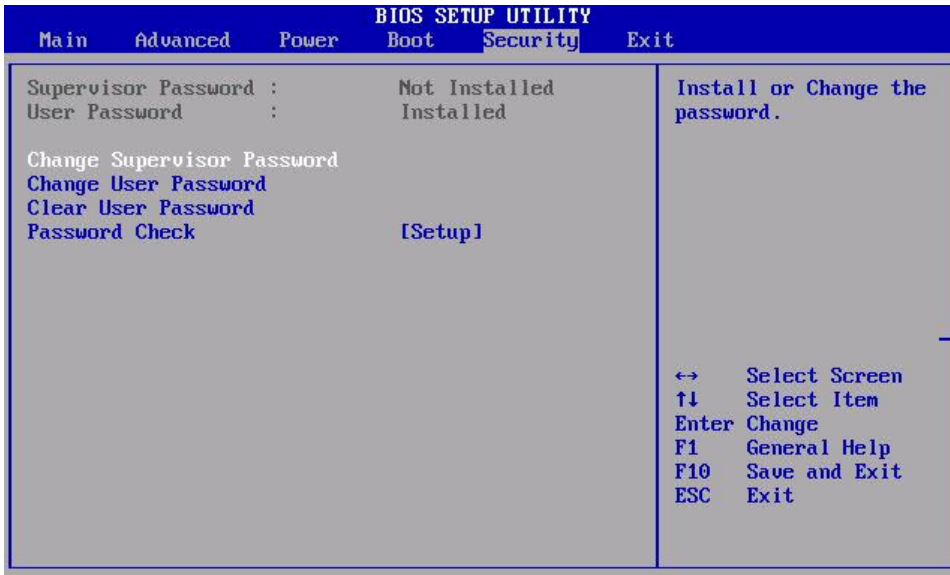 BIOS SETUP UTILITY
Main Advanced Power Boot Security Exit
Supervisor Password : Not Installed
User Password : Installed
Change Supervisor Password
Change User Password
Clear User Password
Password Check [Setup]
Install or Change the
password.
↔ Select Screen
↑↓ Select Item
Enter Change
F1 General Help
F10 Save and Exit
ESC Exit